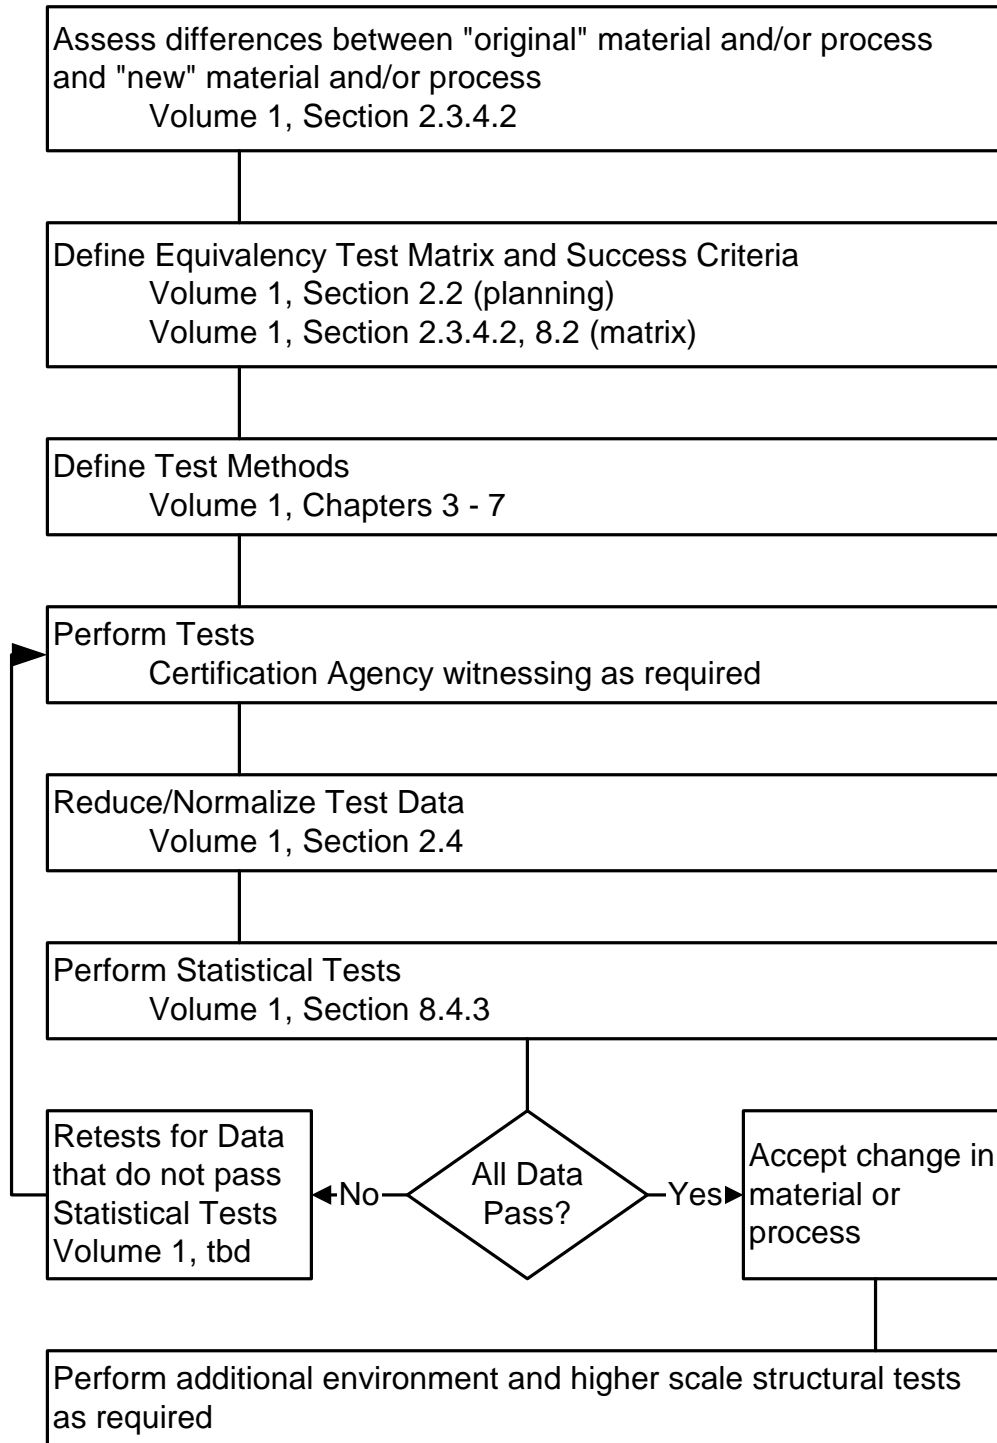 Assess differences between "original" material and/or process
and "new" material and/or process
Volume 1, Section 2.3.4.2
Define Equivalency Test Matrix and Success Criteria
Volume 1, Section 2.2 (planning)
Volume 1, Section 2.3.4.2, 8.2 (matrix)
Define Test Methods
Volume 1, Chapters 3 - 7
Perform Tests
Certification Agency witnessing as required
Reduce/Normalize Test Data
Volume 1, Section 2.4
Perform Statistical Tests
Volume 1, Section 8.4.3
Retests for Data
that do not pass
Statistical Tests
Volume 1, tbd
No
All Data
Pass?
Yes
Accept change in
material or
process
Perform additional environment and higher scale structural tests
as required